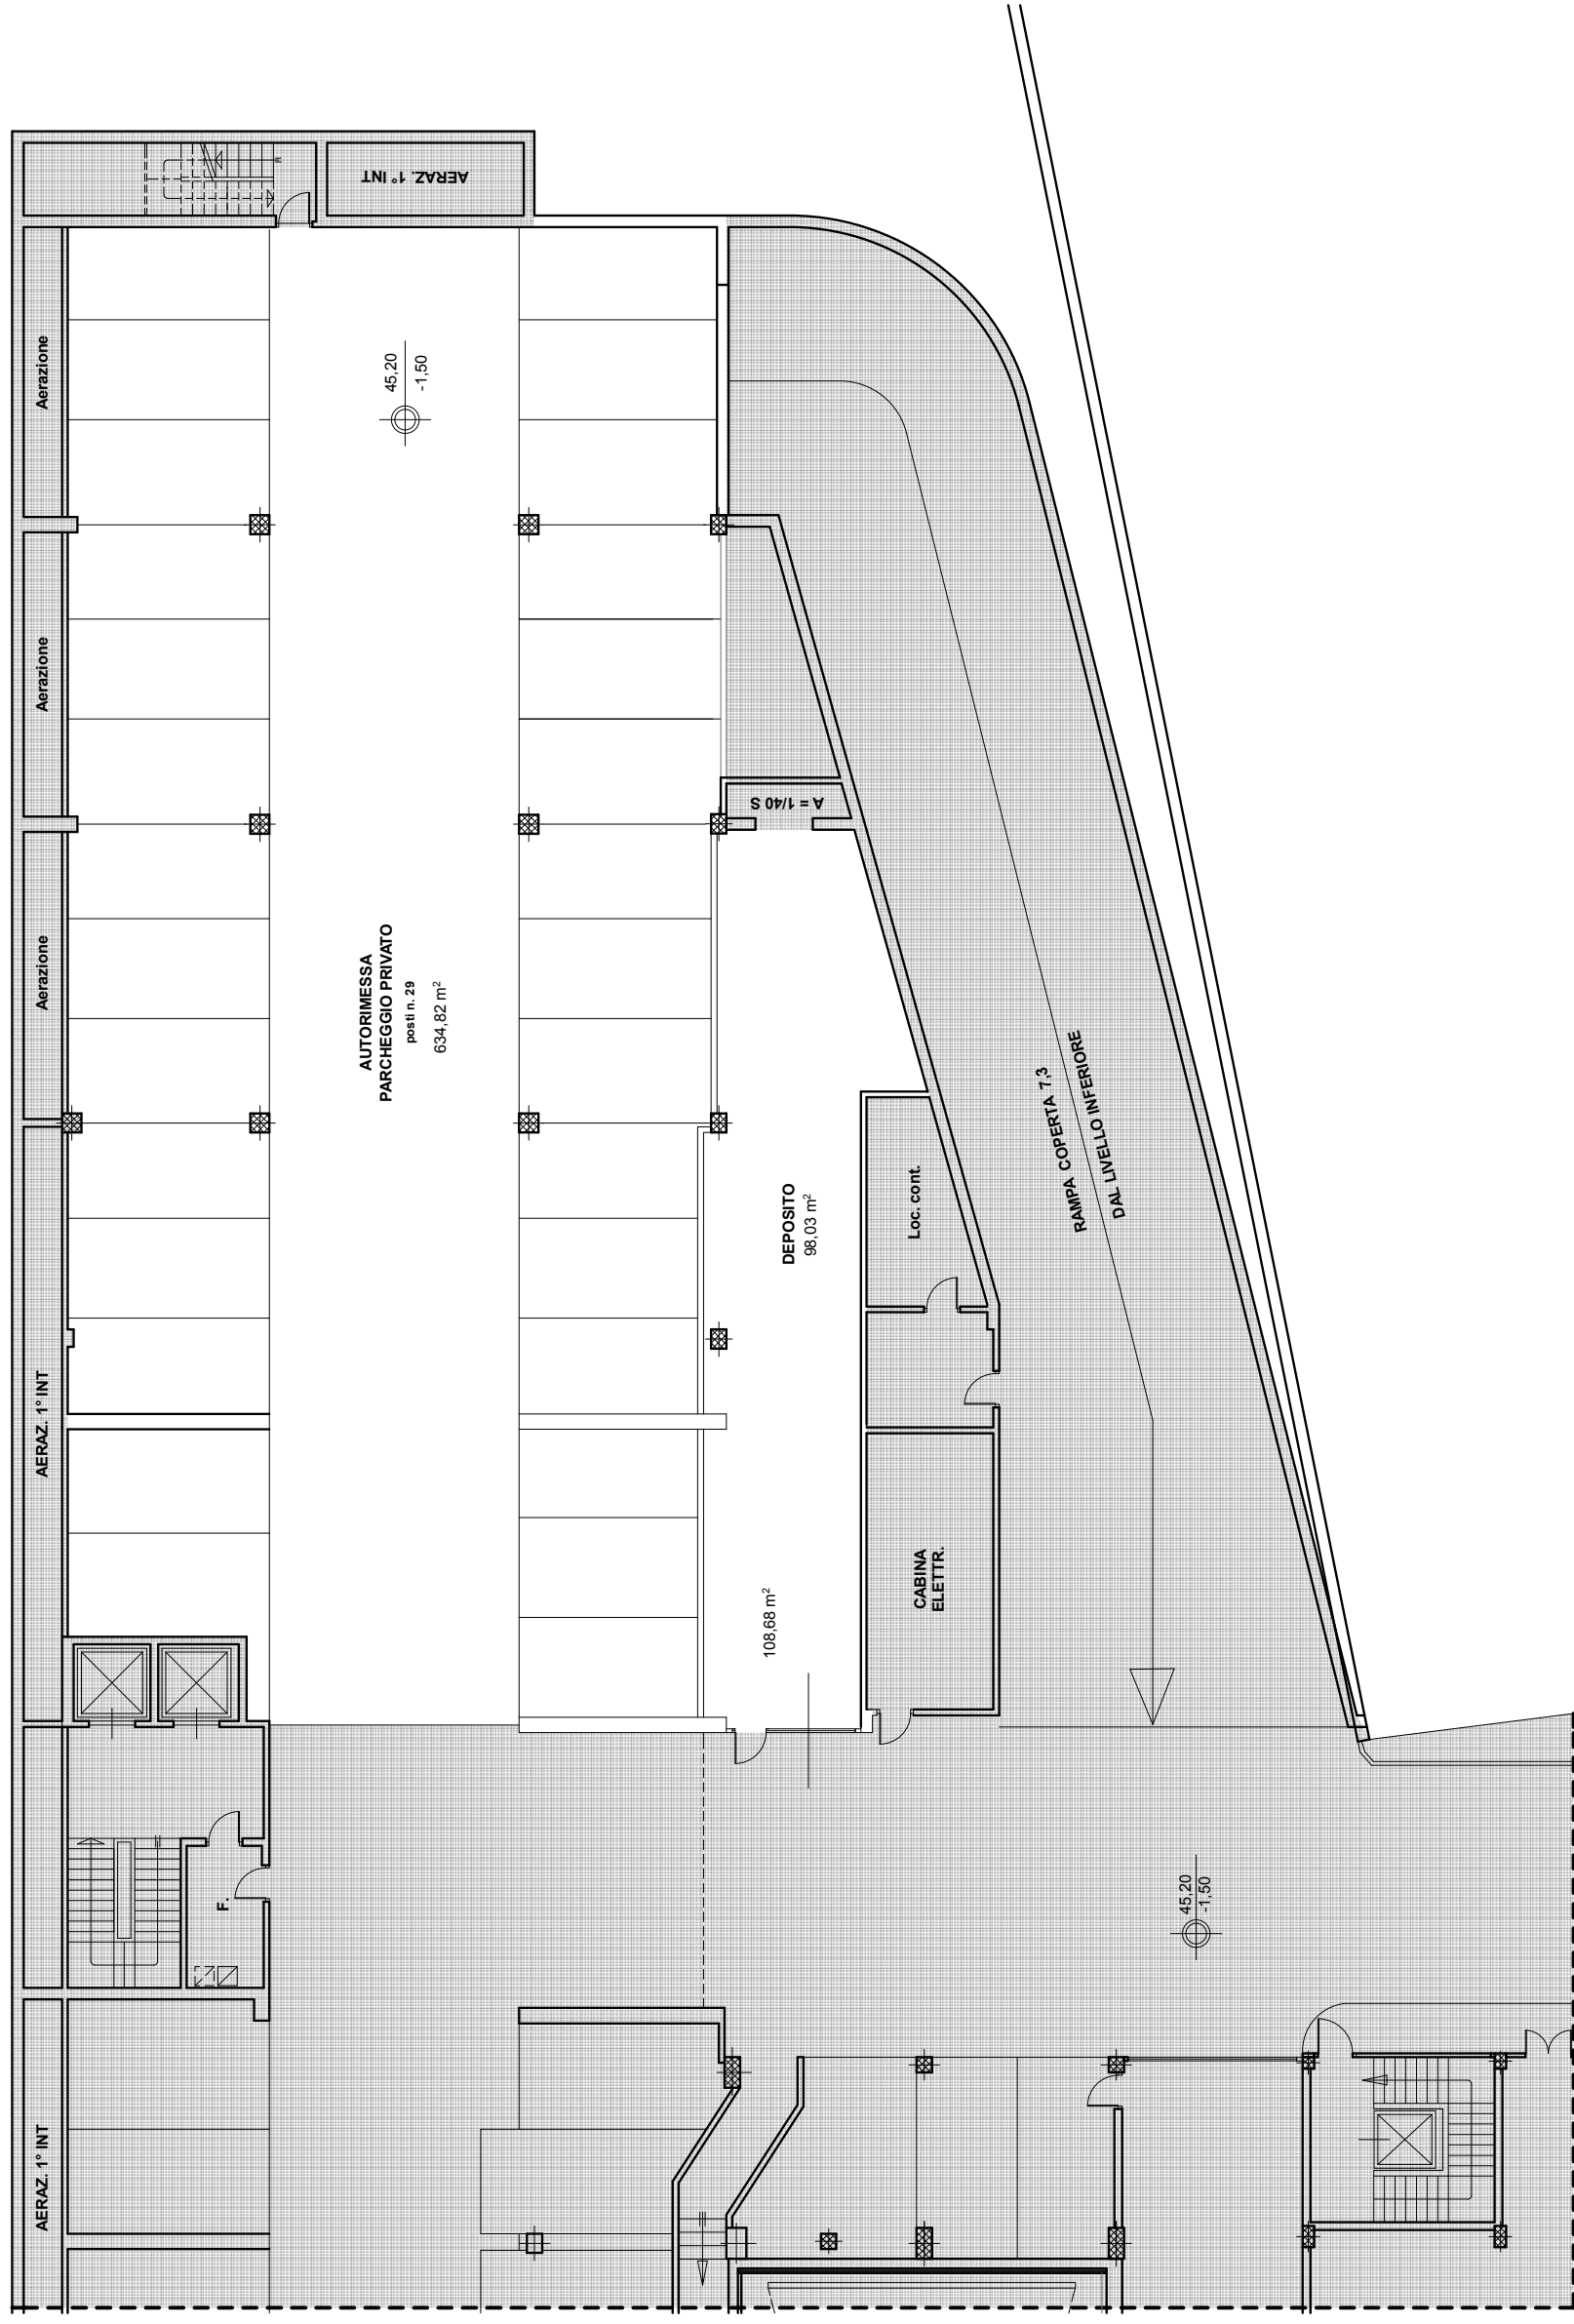 AERAZ. 1° INT
Aerazione
45,20
-1,50
Aerazione
A = 1/40 S
Aerazione
AUTORIMESSA
PARCHEGGIO PRIVATO
posti n. 29
634,82 m²
RAMPA COPERTA 7,3
DAL LIVELLO INFERIORE
Loc. cont.
DEPOSITO
98,03 m²
AERAZ. 1° INT
CABINA
ELETTR.
108,68 m²
F.
45,20
-1,50
AERAZ. 1° INT